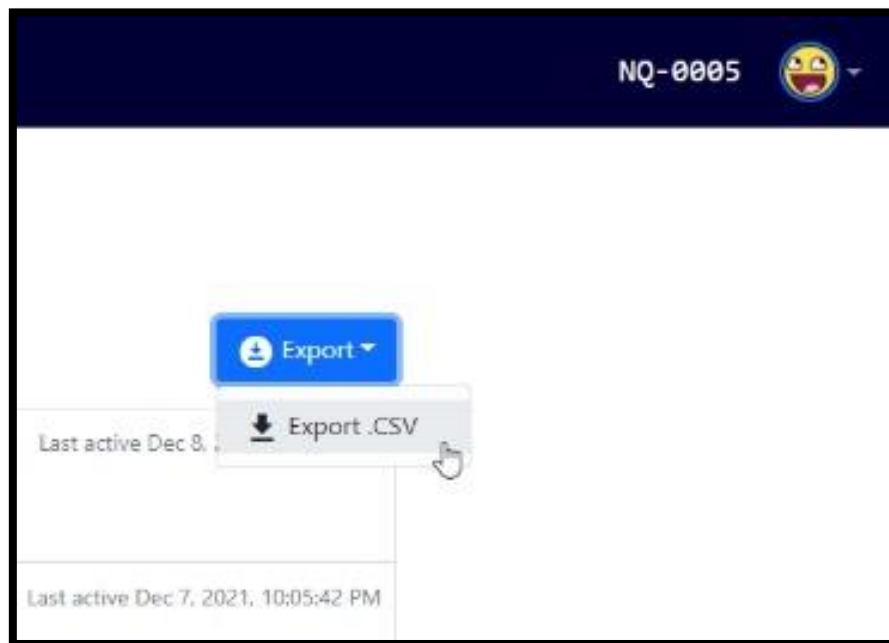 NQ-0005
Export
Export .CSV
Last active Dec 8,
Last active Dec 7, 2021, 10:05:42 PM